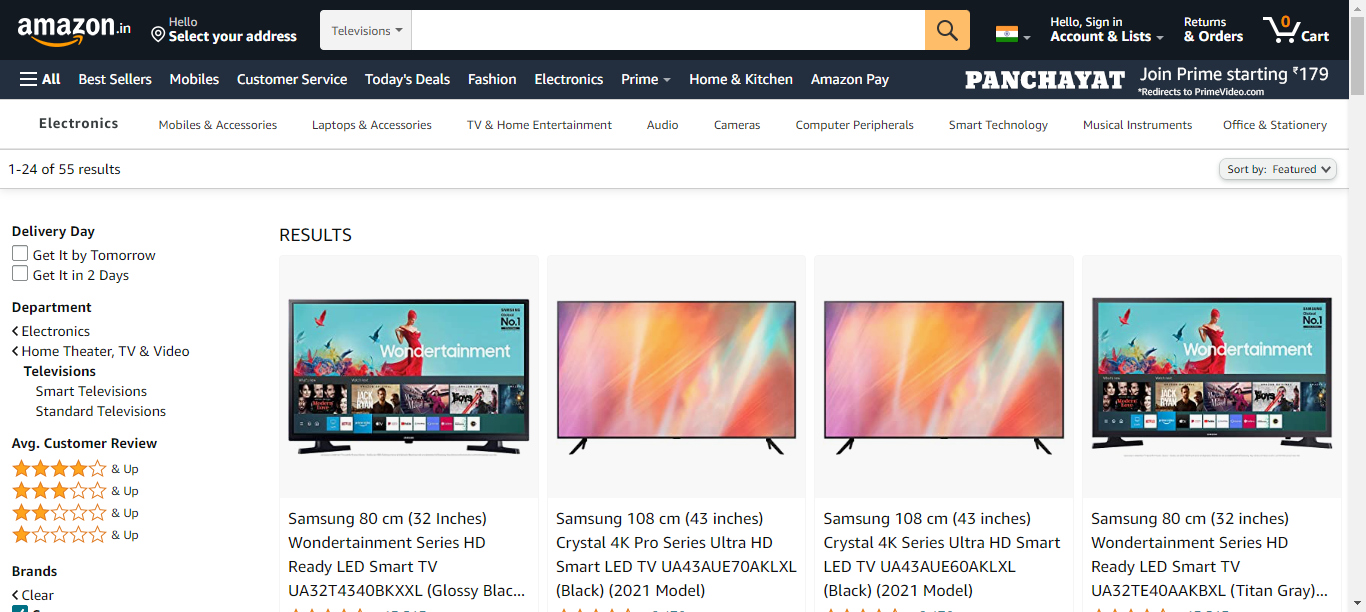 amazon.in
Hello
Select your address
Televisions
Hello, Sign in
Account & Lists
Returns
& Orders
0
Cart
All
Best Sellers
Mobiles
Customer Service
Today's Deals
Fashion
Electronics
Prime
Home & Kitchen
Amazon Pay
PANCHAYAT
Join Prime starting ₹179
*Redirects to PrimeVideo.com
Electronics
Mobiles & Accessories
Laptops & Accessories
TV & Home Entertainment
Audio
Cameras
Computer Peripherals
Smart Technology
Musical Instruments
Office & Stationery
1-24 of 55 results
Sort by: Featured
Delivery Day
Get It by Tomorrow
Get It in 2 Days
Department
Electronics
Home Theater, TV & Video
Televisions
Smart Televisions
Standard Televisions
Avg. Customer Review
& Up
& Up
& Up
& Up
Brands
Clear
RESULTS
SAMSUNG
No.1
Wondertainment
JACK RYAN
Samsung 80 cm (32 Inches)
Wondertainment Series HD
Ready LED Smart TV
UA32T4340BKXXL (Glossy Blac...
Samsung 108 cm (43 inches)
Crystal 4K Pro Series Ultra HD
Smart LED TV UA43AUE70AKLXL
(Black) (2021 Model)
Samsung 108 cm (43 inches)
Crystal 4K Series Ultra HD Smart
LED TV UA43AUE60AKLXL
(Black) (2021 Model)
SAMSUNG
No.1
Wondertainment
JACK RYAN
Samsung 80 cm (32 inches)
Wondertainment Series HD
Ready LED Smart TV
UA32TE40AAKBXL (Titan Gray)...